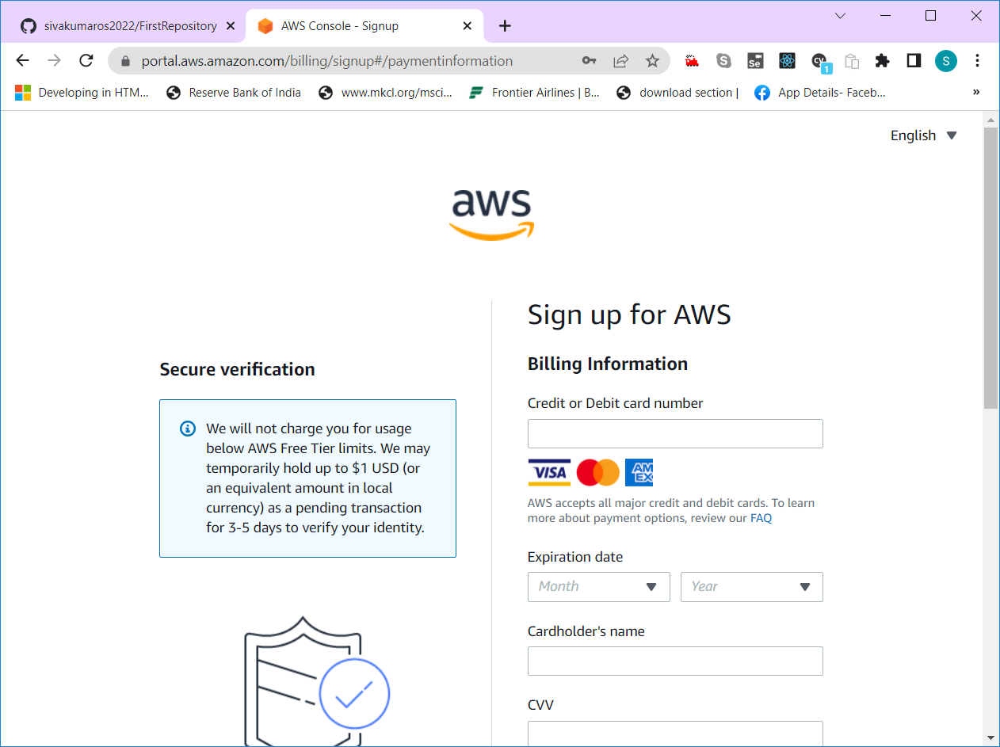 sivakumaros2022/FirstRepository
AWS Console - Signup
portal.aws.amazon.com/billing/signup#/paymentinformation
Se
CV
1
S
Developing in HTM...
Reserve Bank of India
www.mkcl.org/msci...
Frontier Airlines | B...
download section |
App Details- Faceb...
»
English
aws
Sign up for AWS
Secure verification
Billing Information
We will not charge you for usage
below AWS Free Tier limits. We may
temporarily hold up to $1 USD (or
an equivalent amount in local
currency) as a pending transaction
for 3-5 days to verify your identity.
Credit or Debit card number
VISA
AM
EX
AWS accepts all major credit and debit cards. To learn
more about payment options, review our FAQ
Expiration date
Month
Year
Cardholder's name
CVV